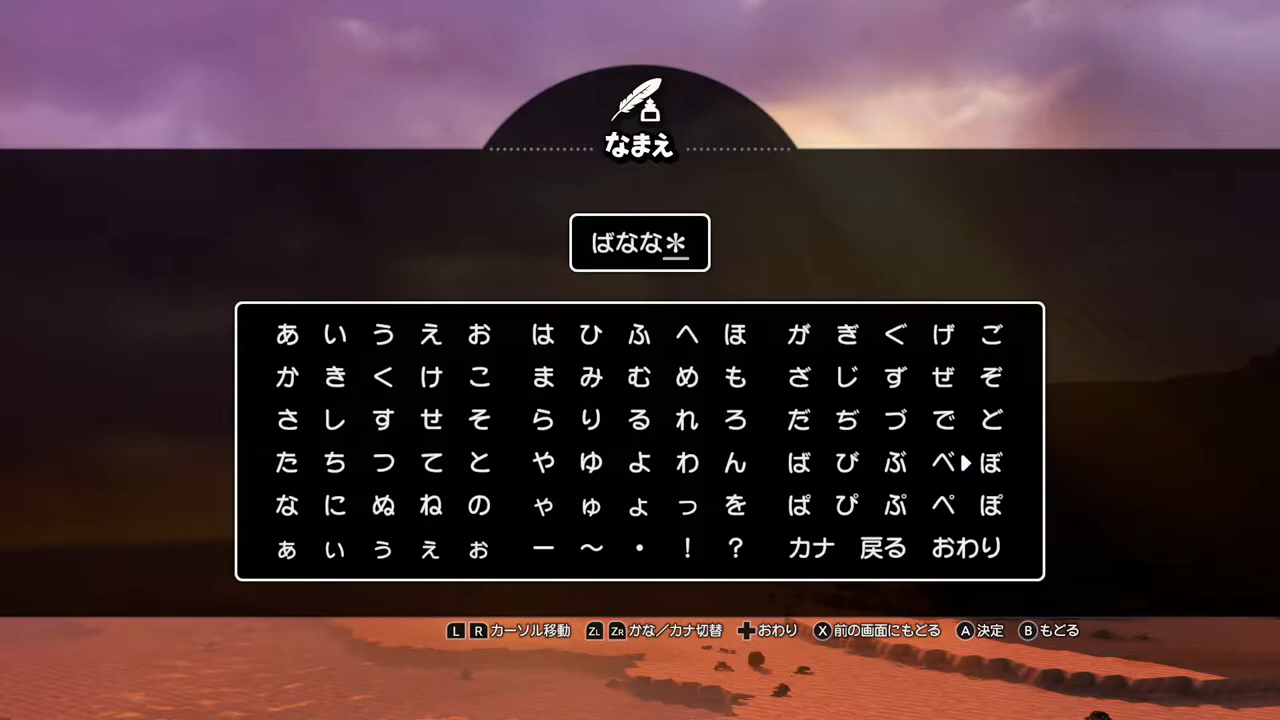 なまえ
ばなな＊
あ い う え お は ひ ふ へ ほ が ぎ ぐ げ ご
か き く け こ ま み む め も ざ じ ず ぜ ぞ
さ し す せ そ ら り る れ ろ だ ぢ づ で ど
た ち つ て と や ゆ よ わ ん ば び ぶ べ ぼ
な に ぬ ね の ゃ ゅ ょ っ を ぱ ぴ ぷ ぺ ぽ
ぁ ぃ ぅ ぇ ぉ ー ～ ・ ！ ？ カナ 戻る おわり
L R カーソル移動 ZL ZR かな／カナ切替 ＋おわり X 前の画面にもどる A 決定 B もどる